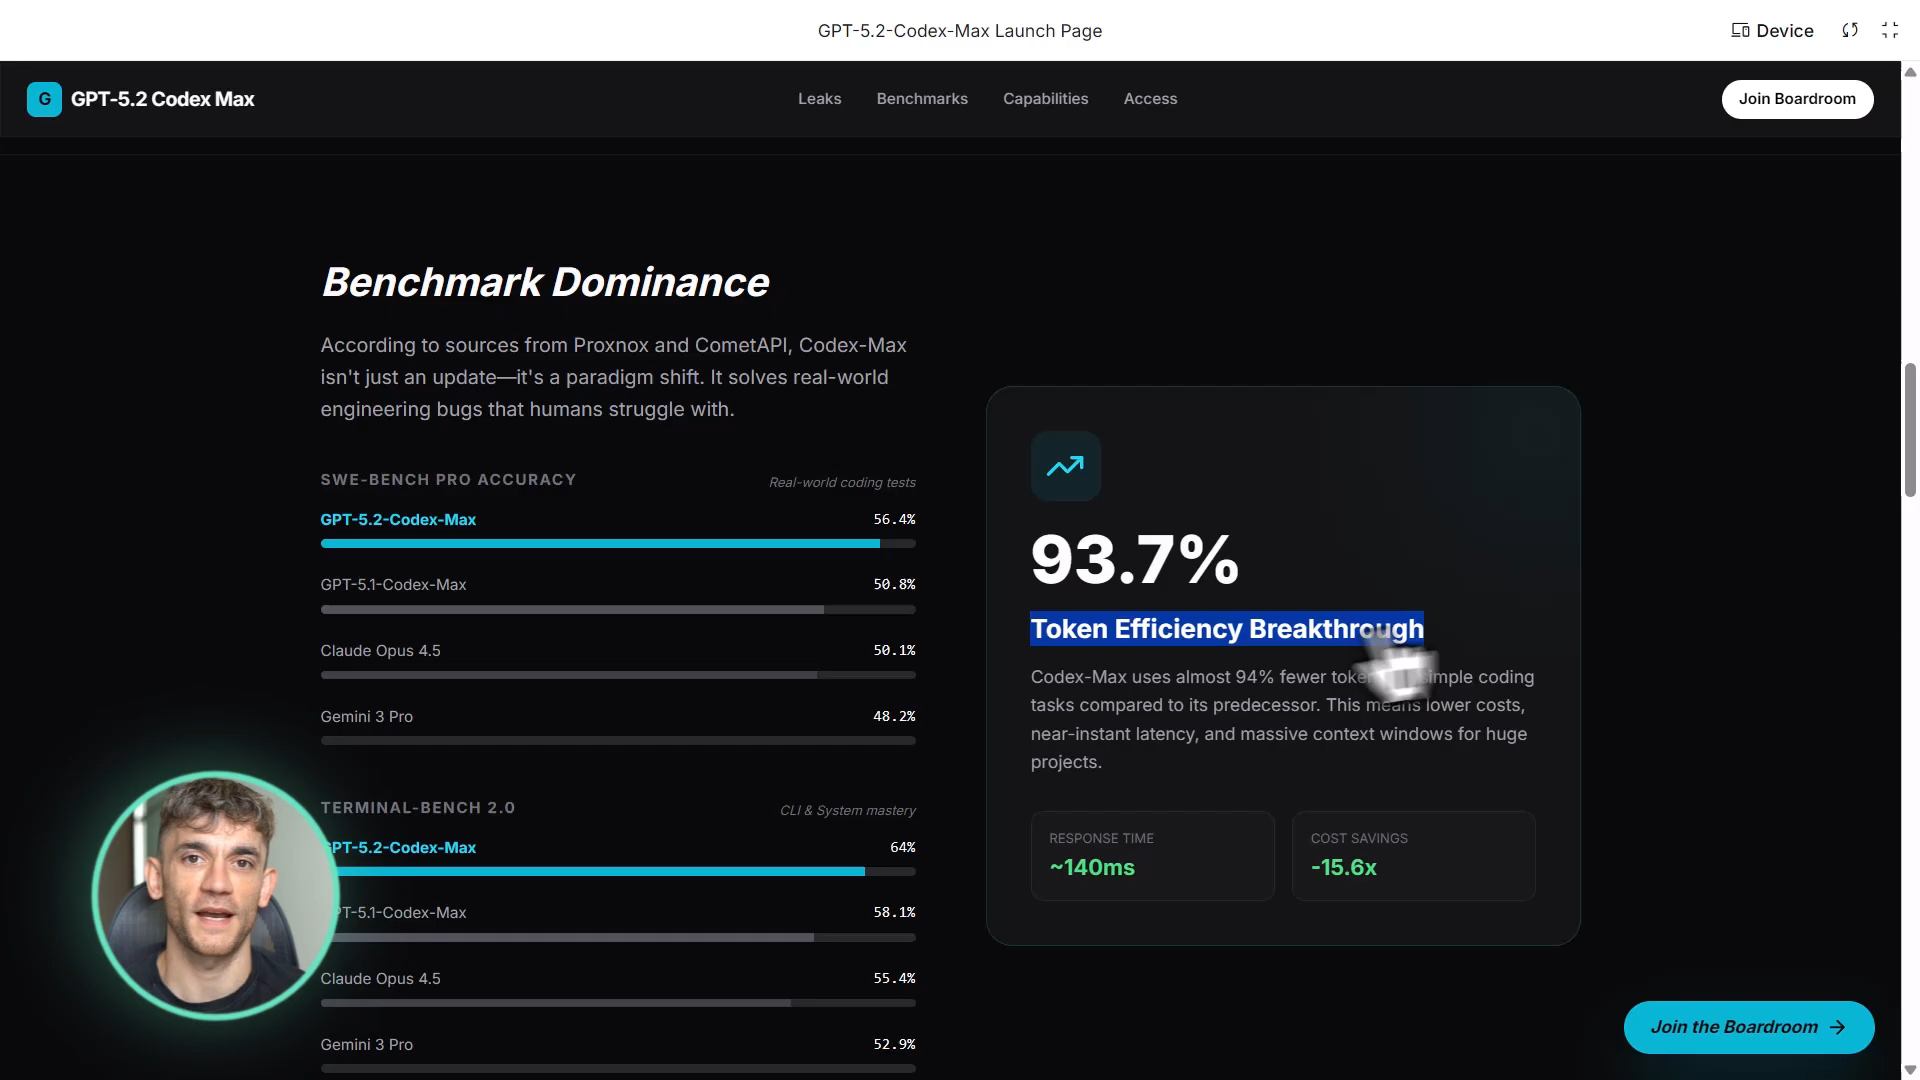 GPT-5.2-Codex-Max Launch Page
Device
G
GPT-5.2 Codex Max
Leaks
Benchmarks
Capabilities
Access
Join Boardroom
Benchmark Dominance
According to sources from Proxnox and CometAPI, Codex-Max
isn't just an update—it's a paradigm shift. It solves real-world
engineering bugs that humans struggle with.
SWE-BENCH PRO ACCURACY
Real-world coding tests
GPT-5.2-Codex-Max
56.4%
GPT-5.1-Codex-Max
50.8%
Claude Opus 4.5
50.1%
Gemini 3 Pro
48.2%
TERMINAL-BENCH 2.0
CLI & System mastery
GPT-5.2-Codex-Max
64%
PT-5.1-Codex-Max
58.1%
Claude Opus 4.5
55.4%
Gemini 3 Pro
52.9%
93.7%
Token Efficiency Breakthrough
Codex-Max uses almost 94% fewer simple coding
tasks compared to its predecessor. This means lower costs,
near-instant latency, and massive context windows for huge
projects.
RESPONSE TIME
~140ms
COST SAVINGS
-15.6x
Join the Boardroom